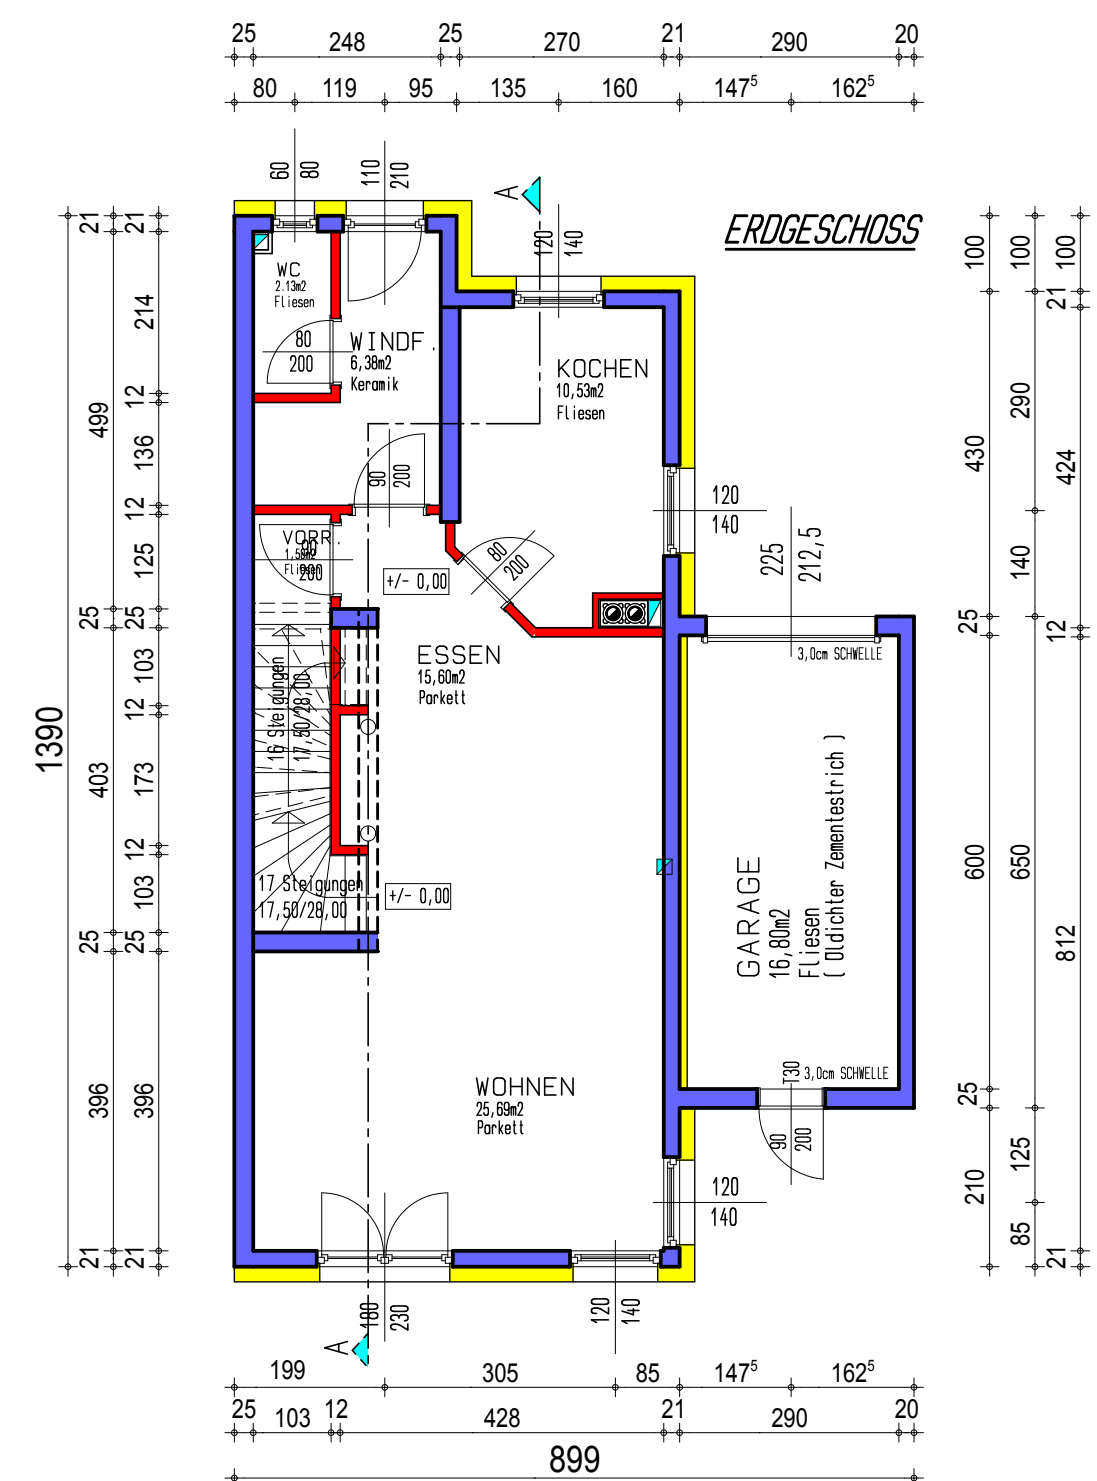 25 248 25 270 21 290 20
80 119 95 135 160 147⁵ 162⁵
60 80
110 210
A
120 140
ERDGESCHOSS
WC
2.13m2
Fliesen
80
200
WINDF.
6,38m2
Keramik
KOCHEN
10,53m2
Fliesen
90 200
120
140
225 212,5
VORR.
200
+/- 0,00
80
200
3,0cm SCHWELLE
ESSEN
15,60m2
Parkett
16 Steigungen
17,50/28,00
17 Steigungen
17,50/28,00
+/- 0,00
GARAGE
16,80m2
Fliesen
( Öldichter Zementestrich )
T30
3,0cm SCHWELLE
90 200
WOHNEN
25,69m2
Parkett
120
140
180 230
120 140
A
1390
21 499 25 403 25 396 21
21 214 12 136 12 125 25 103 12 173 12 103 25 396 21
100 430 25 600 25 210
100 290 140 650 125 85
100 21 424 12 812 21
199 305 85 147⁵ 162⁵
25 103 12 428 21 290 20
899